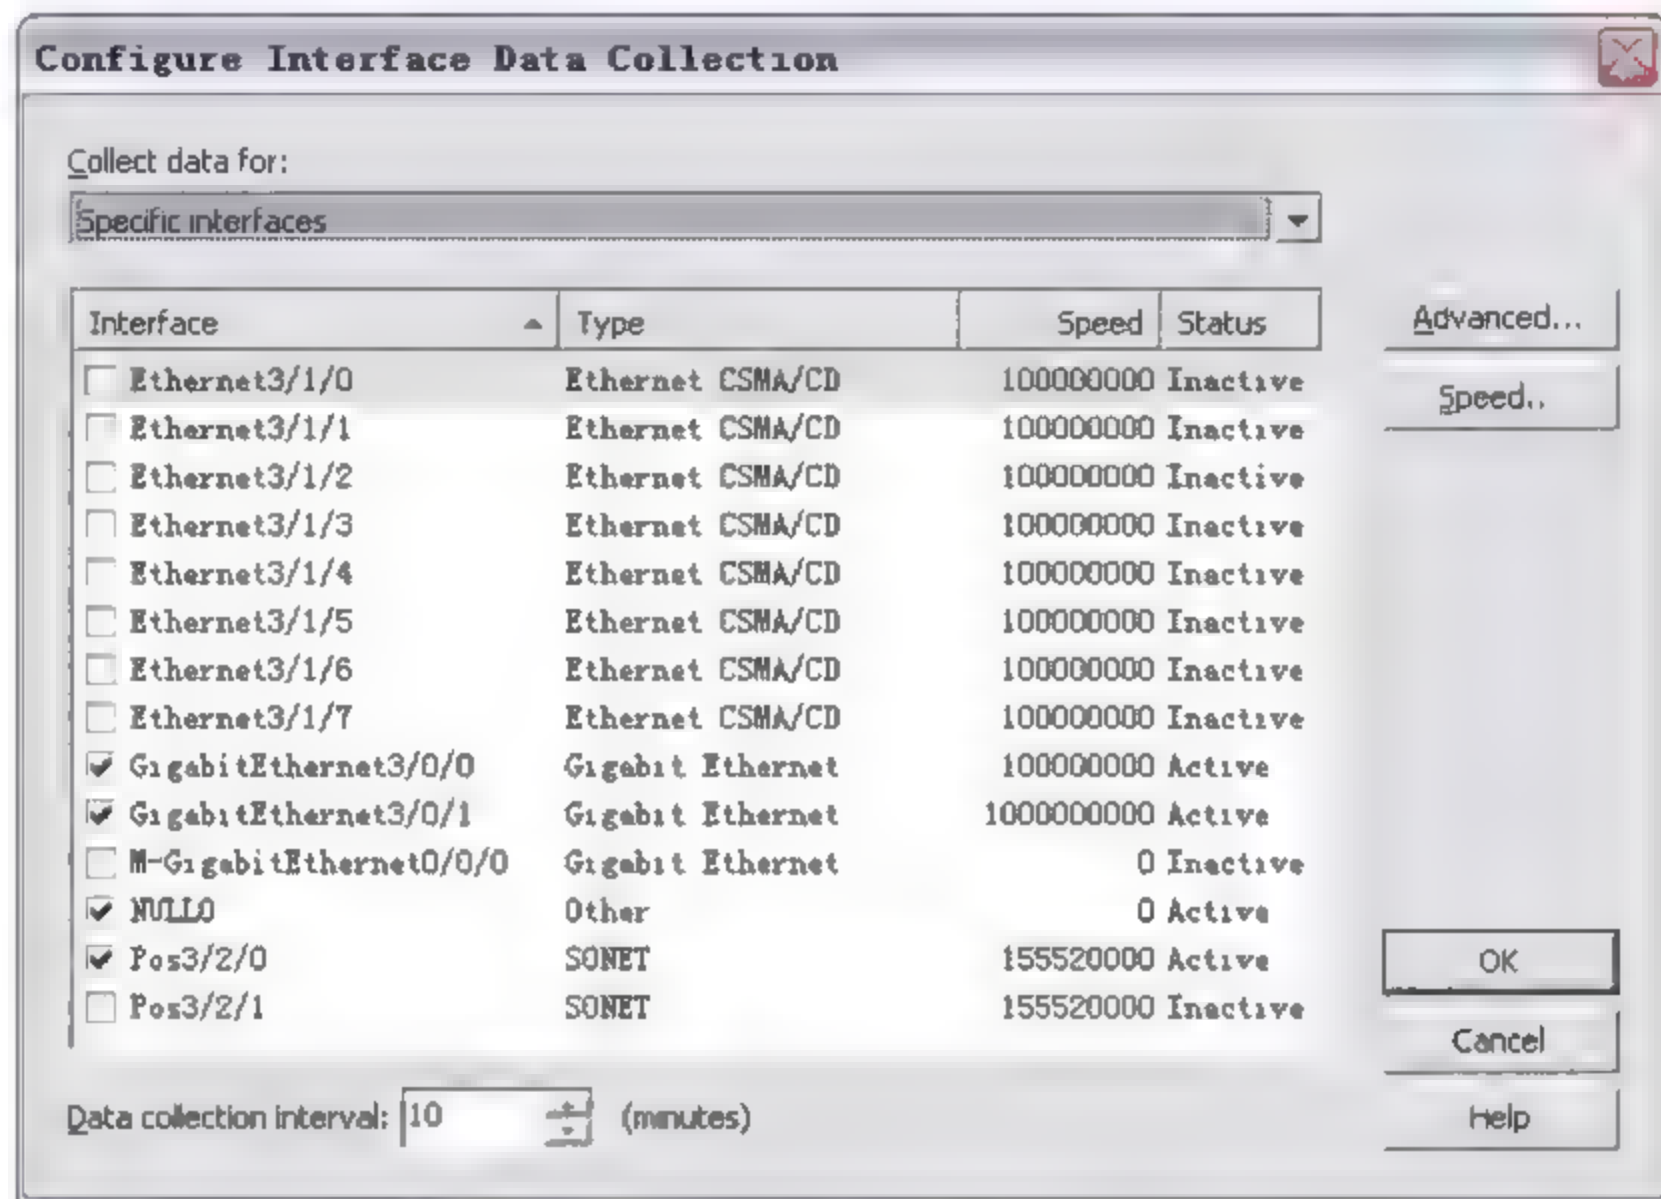 Configure Interface Data Collection
Collect data for:
Specific interfaces
Interface Type Speed Status
Ethernet3/1/0 Ethernet CSMA/CD 100000000 Inactive
Ethernet3/1/1 Ethernet CSMA/CD 100000000 Inactive
Ethernet3/1/2 Ethernet CSMA/CD 100000000 Inactive
Ethernet3/1/3 Ethernet CSMA/CD 100000000 Inactive
Ethernet3/1/4 Ethernet CSMA/CD 100000000 Inactive
Ethernet3/1/5 Ethernet CSMA/CD 100000000 Inactive
Ethernet3/1/6 Ethernet CSMA/CD 100000000 Inactive
Ethernet3/1/7 Ethernet CSMA/CD 100000000 Inactive
GigabitEthernet3/0/0 Gigabit Ethernet 100000000 Active
GigabitEthernet3/0/1 Gigabit Ethernet 1000000000 Active
M-GigabitEthernet0/0/0 Gigabit Ethernet 0 Inactive
NULL0 Other 0 Active
Pos3/2/0 SONET 155520000 Active
Pos3/2/1 SONET 155520000 Inactive
Data collection interval: 10 (minutes)
Advanced...
Speed..
OK
Cancel
Help